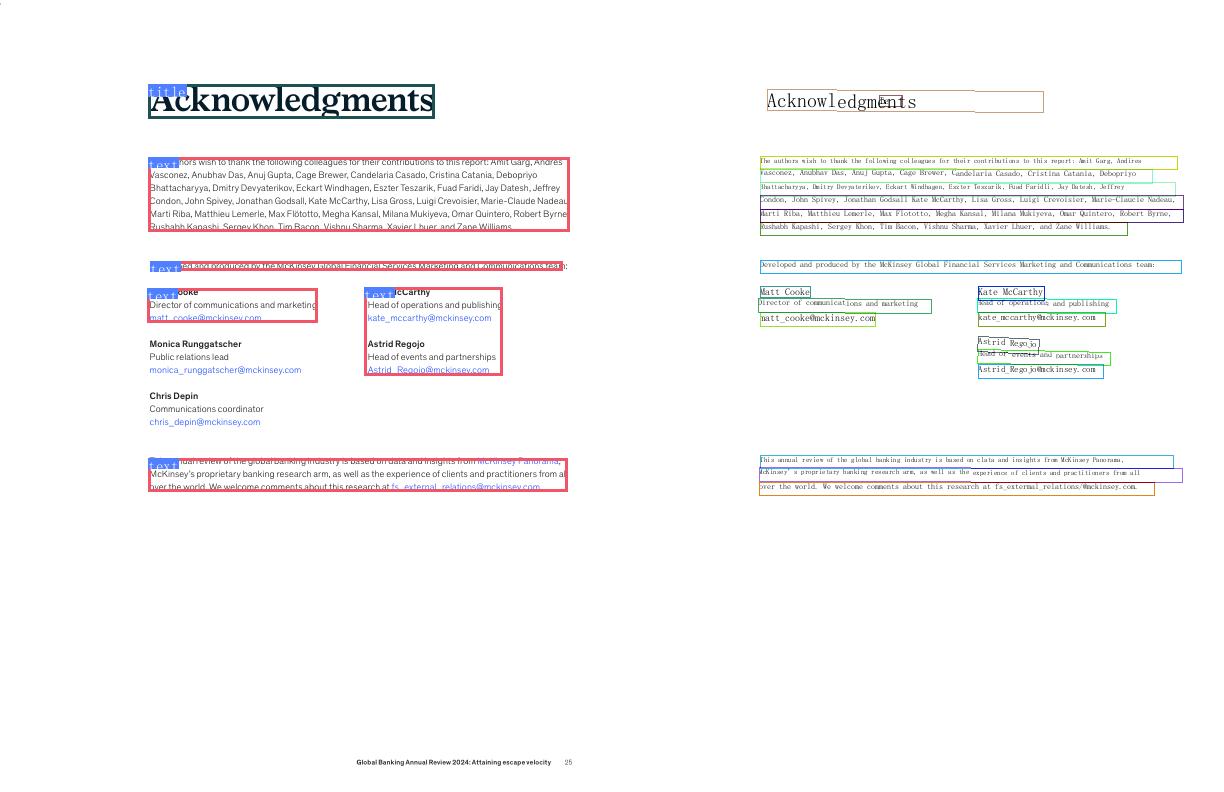 title
Acknowledgments
text
hors wish to thank the following colleagues for their contributions to this report: Amit Garg, Andres
Vasconez, Anubhav Das, Anuj Gupta, Cage Brewer, Candelaria Casado, Cristina Catania, Debopriyo
Bhattacharyya, Dmitry Devyaterikov, Eckart Windhagen, Eszter Teszarik, Fuad Faridi, Jay Datesh, Jeffrey
Condon, John Spivey, Jonathan Godsall, Kate McCarthy, Lisa Gross, Luigi Crevoisier, Marie-Claude Nadeau,
Marti Riba, Matthieu Lemerle, Max Flötotto, Megha Kansal, Milana Mukiyeva, Omar Quintero, Robert Byrne,
Rushabh Kapashi, Sergey Khon, Tim Bacon, Vishnu Sharma, Xavier Lhuer, and Zane Williams.
text
ed and produced by the McKinsey Global Financial Services Marketing and Communications team:
text
ooke
Director of communications and marketing
matt_cooke@mckinsey.com
Monica Runggatscher
Public relations lead
monica_runggatscher@mckinsey.com
Chris Depin
Communications coordinator
chris_depin@mckinsey.com
text
cCarthy
Head of operations and publishing
kate_mccarthy@mckinsey.com
Astrid Regojo
Head of events and partnerships
Astrid_Regojo@mckinsey.com
text
ual review of the global banking industry is based on data and insights from McKinsey Panorama,
McKinsey's proprietary banking research arm, as well as the experience of clients and practitioners from all
over the world. We welcome comments about this research at fs_external_relations@mckinsey.com.
Global Banking Annual Review 2024: Attaining escape velocity 25
Acknowledgments
The authors wish to thank the following colleagues for their contributions to this report: Amit Garg, Andires
Vasconez, Anubhav Das, Anuj Gupta, Cage Brewer, Candelaria Casado, Cristina Catania, Debopriyo
Bhattacharyya, Dmitry Devyaterikov, Eckart Windhagen, Eszter Teszarik, Fuad Faridli, Jay Datesh, Jeffrey
London, John Spivey, Jonathan Godsall Kate McCarthy, Lisa Gross, Luigi Crevoisier, Marie-Claucie Nadeau,
Marti Riba, Matthieu Lemerle, Max Flototto, Megha Kansal, Milana Mukiyeva, Omar Quintero, Robert Byrne,
Rushabh Kapashi, Sergey Khon, Tim Bacon, Vishnu Sharma, Xavier Lhuer, and Zane Williams.
Developed and produced by the McKinsey Global Financial Services Marketing and Communications team:
Matt Cooke
Director of communications and marketing
matt_cooke@mckinsey.com
Kate McCarthy
Head of operations and publishing
kate_mccarthy@mckinsey.com
Astrid Regojo
Head of events and partnerships
Astrid_Regojo@mckinsey.com
This annual review of the global banking industry is based on clata and insights from McKinsey Panorama,
McKinsey's proprietary banking research arm, as well as the experience of clients and practitioners from all
over the world. We welcome comments about this research at fs_external_relations/@mckinsey.com.